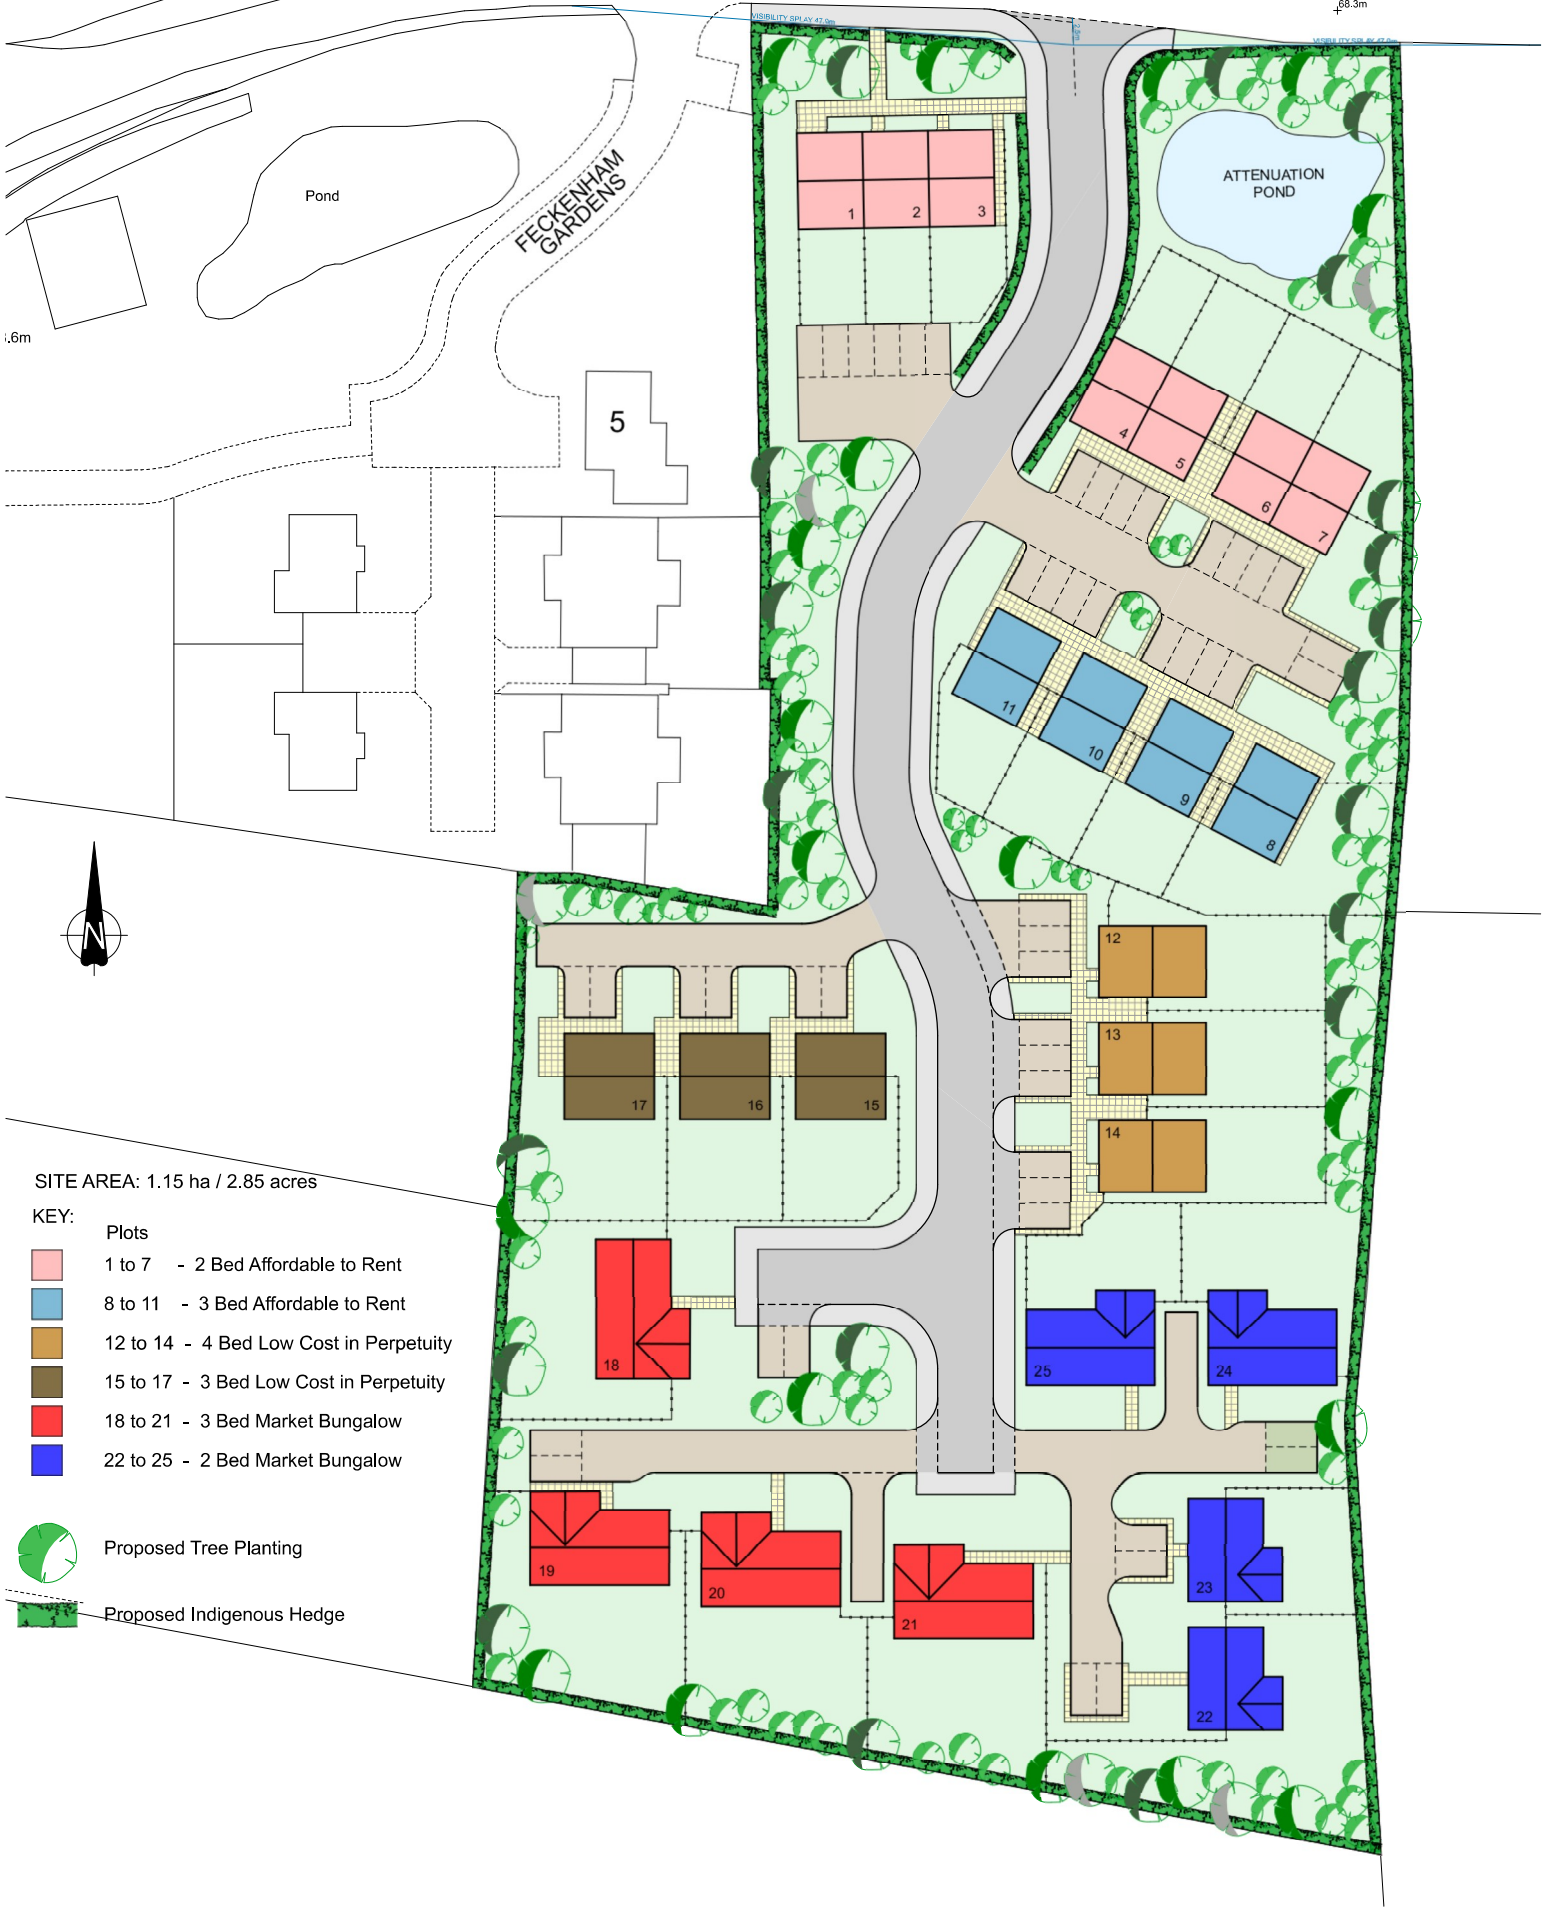 68.3m
VISIBILITY SPLAY 47.0m
VISIBILITY SPLAY 47.0m
Pond
FECKENHAM
GARDENS
ATTENUATION
POND
1
2
3
.6m
5
4
5
6
7
11
10
9
8
N
12
13
14
17
16
15
SITE AREA: 1.15 ha / 2.85 acres
KEY:
Plots
1 to 7 - 2 Bed Affordable to Rent
8 to 11 - 3 Bed Affordable to Rent
12 to 14 - 4 Bed Low Cost in Perpetuity
15 to 17 - 3 Bed Low Cost in Perpetuity
18 to 21 - 3 Bed Market Bungalow
22 to 25 - 2 Bed Market Bungalow
Proposed Tree Planting
Proposed Indigenous Hedge
18
25
24
19
20
21
23
22